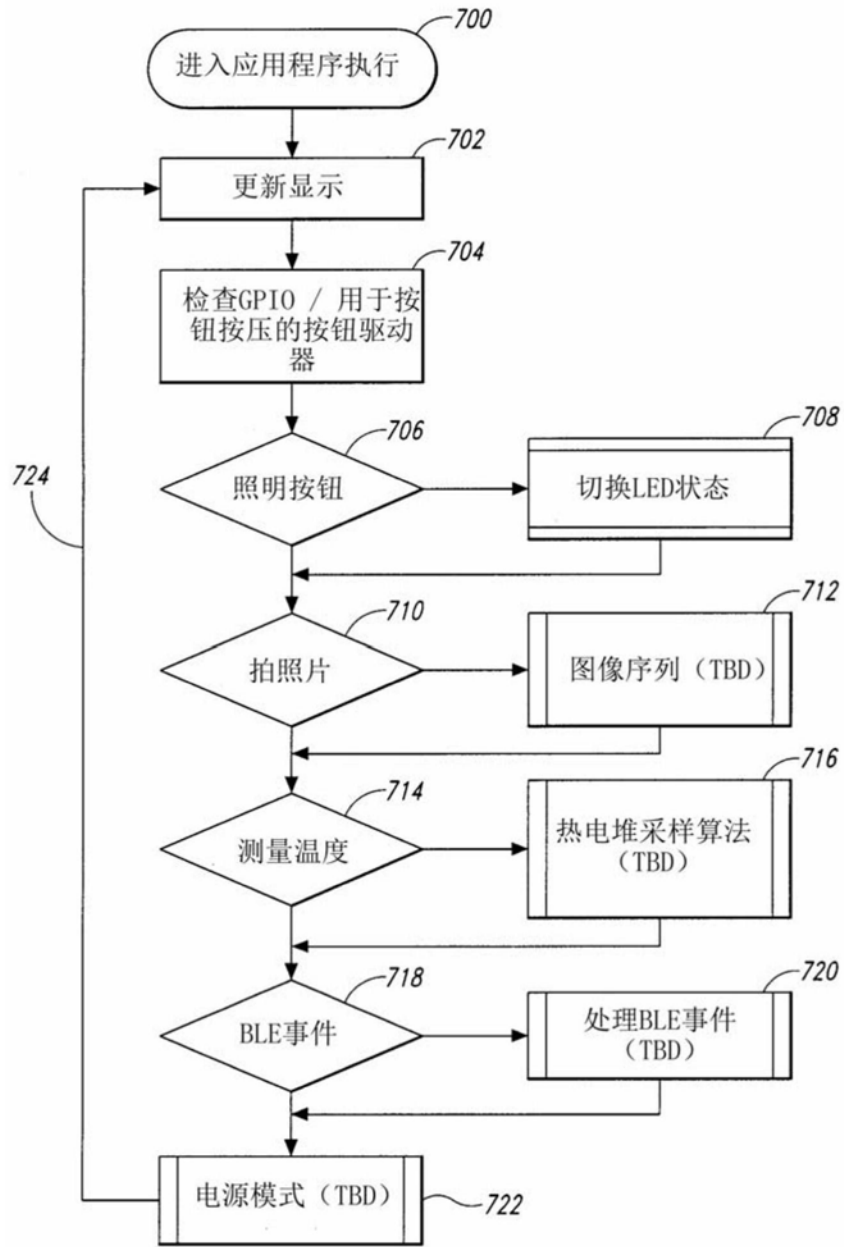 700
进入应用程序执行
702
更新显示
704
检查GPIO / 用于按
钮按压的按钮驱动
器
706
照明按钮
708
切换LED状态
724
710
拍照片
712
图像序列（TBD）
714
测量温度
716
热电堆采样算法
（TBD）
718
BLE事件
720
处理BLE事件
（TBD）
电源模式（TBD）
722